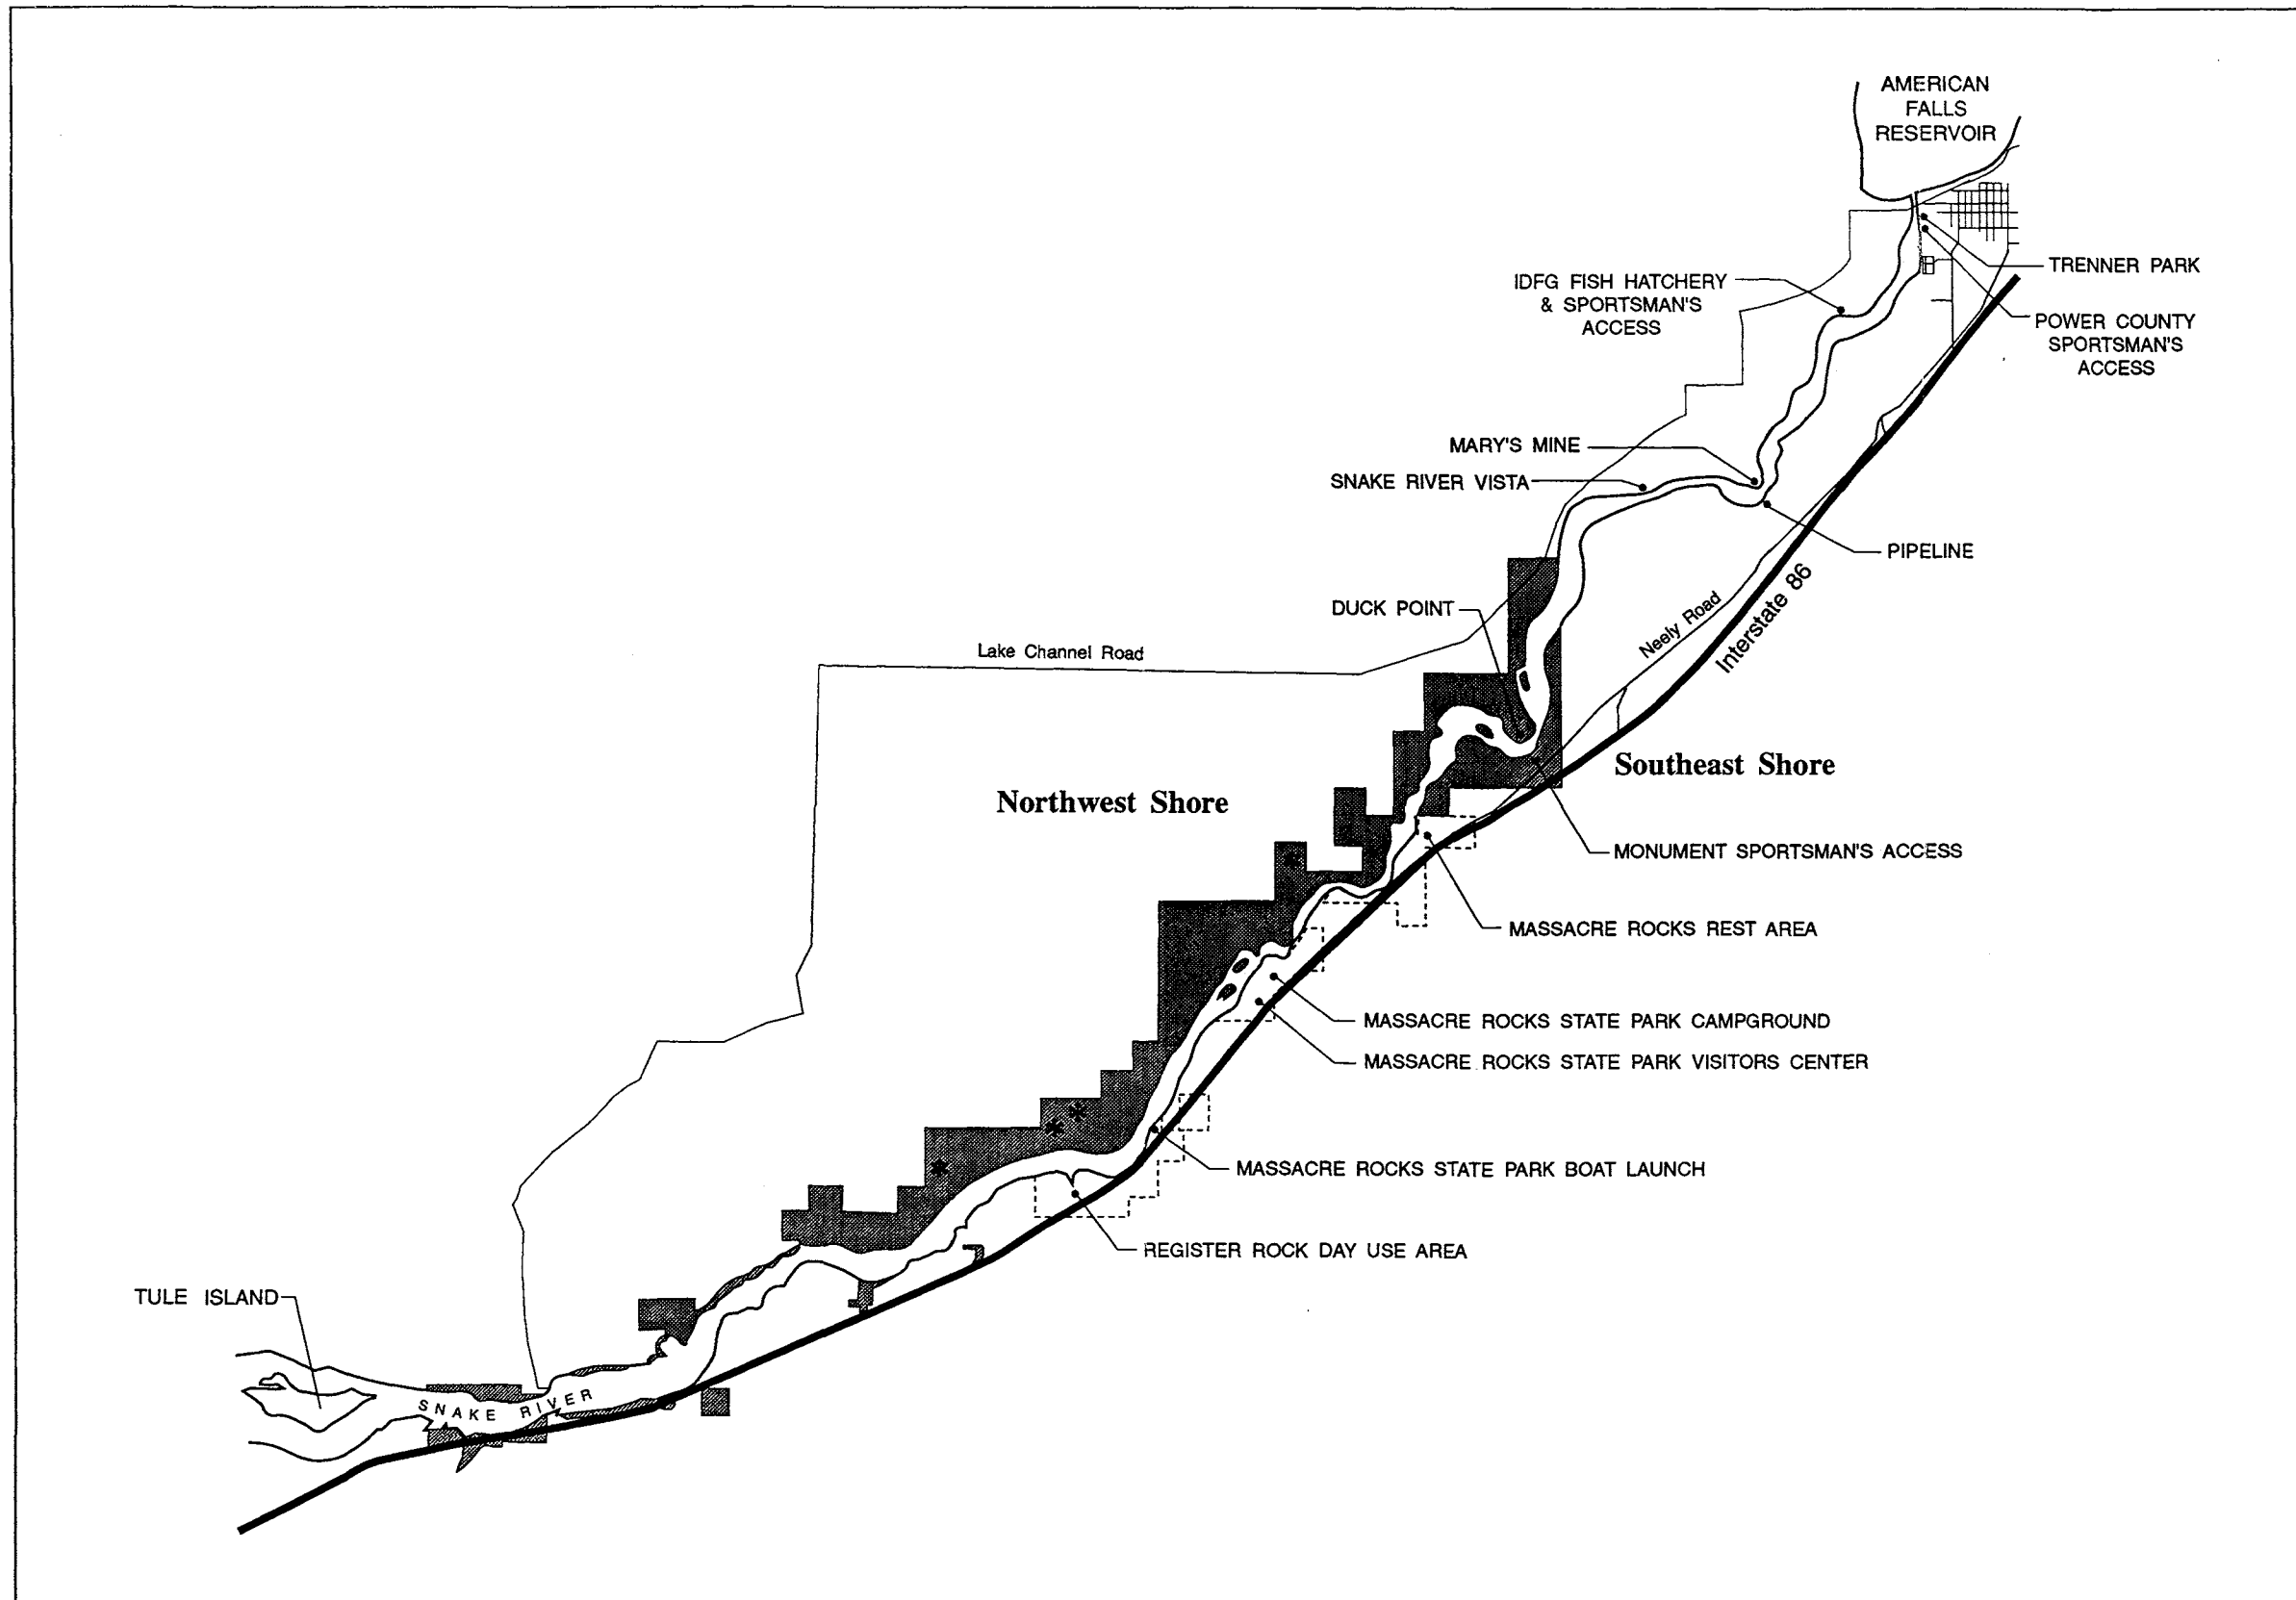 AMERICAN
FALLS
RESERVOIR
TRENNER PARK
IDFG FISH HATCHERY
& SPORTSMAN'S
ACCESS
POWER COUNTY
SPORTSMAN'S
ACCESS
MARY'S MINE
SNAKE RIVER VISTA
PIPELINE
DUCK POINT
Neely Road
Interstate 86
Lake Channel Road
Southeast Shore
Northwest Shore
MONUMENT SPORTSMAN'S ACCESS
MASSACRE ROCKS REST AREA
MASSACRE ROCKS STATE PARK CAMPGROUND
MASSACRE ROCKS STATE PARK VISITORS CENTER
MASSACRE ROCKS STATE PARK BOAT LAUNCH
REGISTER ROCK DAY USE AREA
TULE ISLAND
SNAKE RIVER